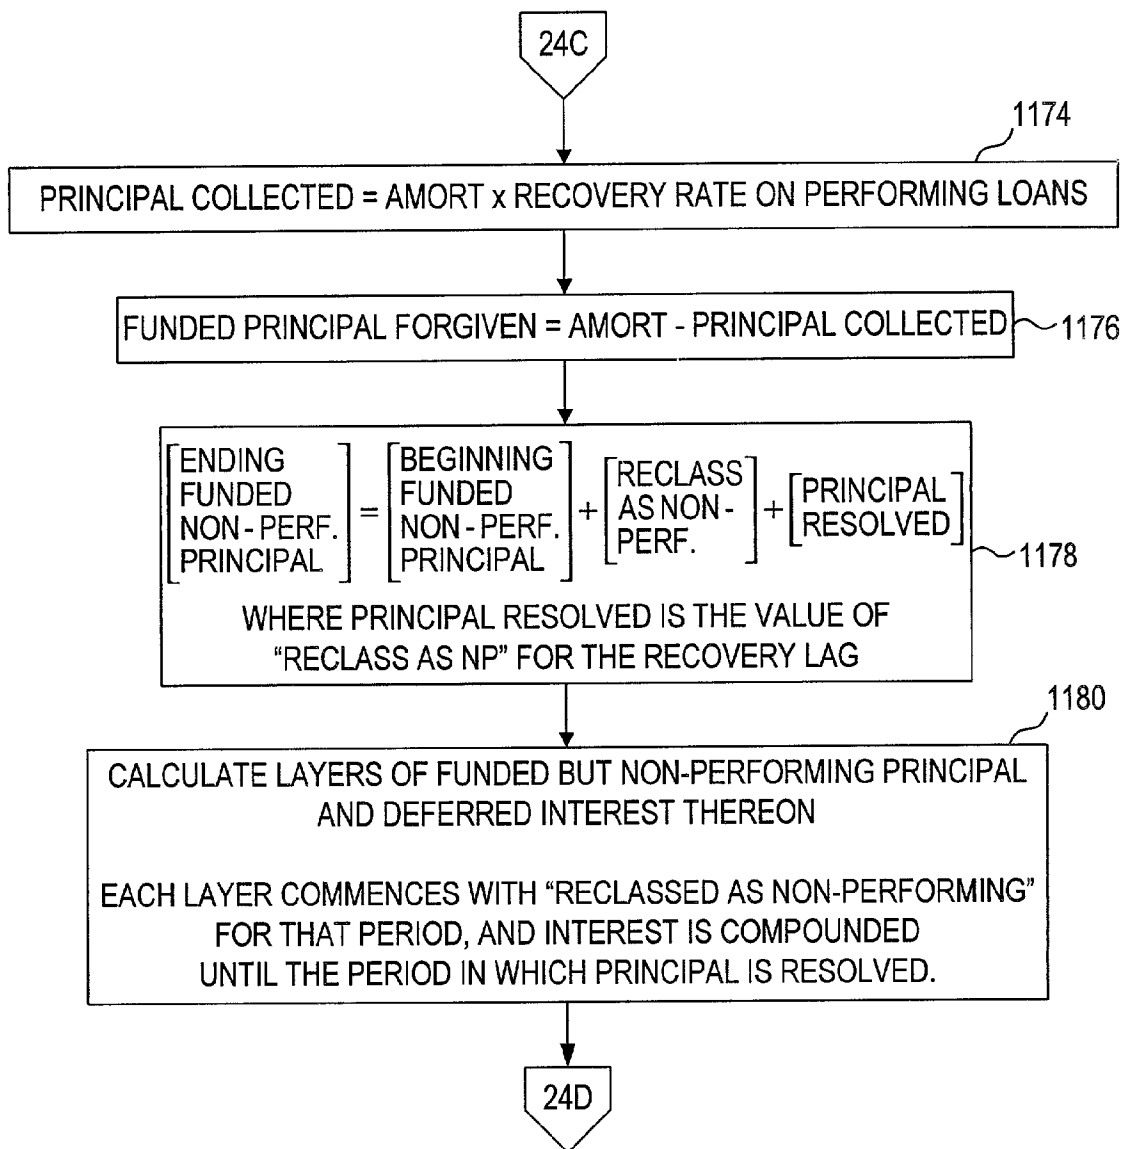 24C
1174
PRINCIPAL COLLECTED = AMORT x RECOVERY RATE ON PERFORMING LOANS
FUNDED PRINCIPAL FORGIVEN = AMORT - PRINCIPAL COLLECTED
1176
[ENDING FUNDED NON-PERF. PRINCIPAL] = [BEGINNING FUNDED NON-PERF. PRINCIPAL] + [RECLASS AS NON-PERF.] + [PRINCIPAL RESOLVED]
1178
WHERE PRINCIPAL RESOLVED IS THE VALUE OF
“RECLASS AS NP” FOR THE RECOVERY LAG
1180
CALCULATE LAYERS OF FUNDED BUT NON-PERFORMING PRINCIPAL
AND DEFERRED INTEREST THEREON
EACH LAYER COMMENCES WITH “RECLASSED AS NON-PERFORMING”
FOR THAT PERIOD, AND INTEREST IS COMPOUNDED
UNTIL THE PERIOD IN WHICH PRINCIPAL IS RESOLVED.
24D